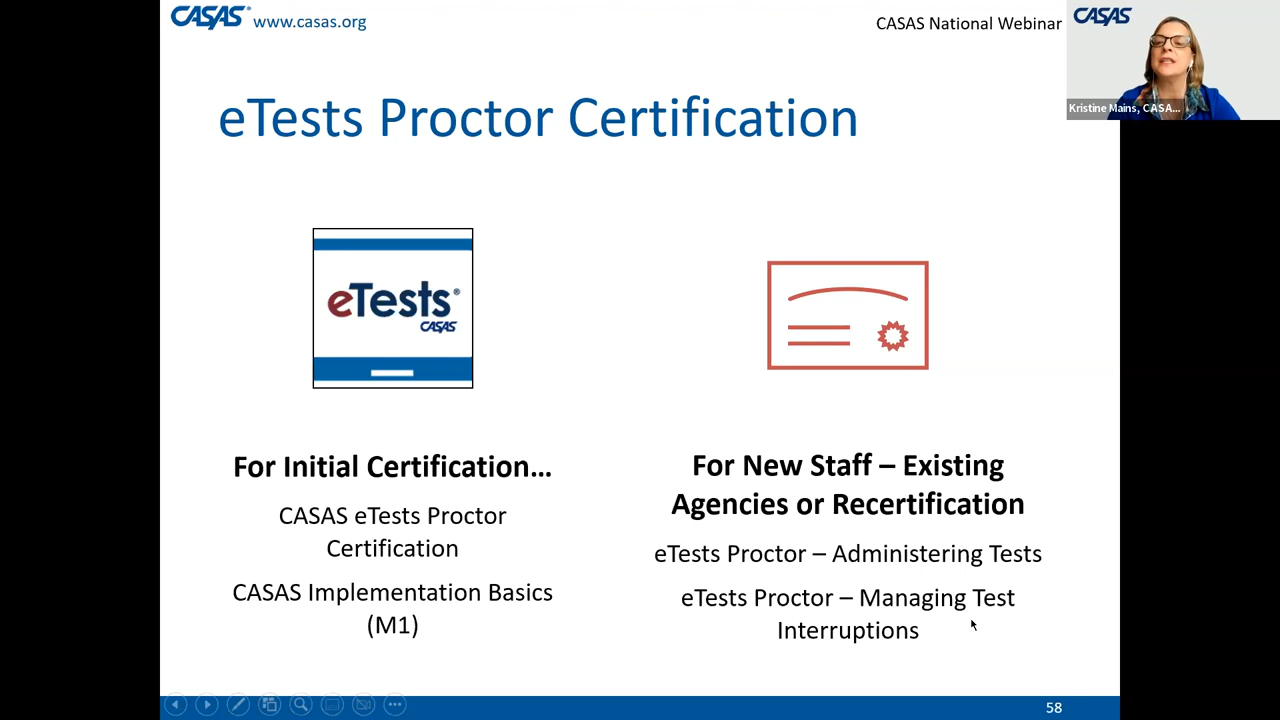 CASAS® www.casas.org
CASAS National Webinar
CASAS
Kristine Mains, CASA...
eTests Proctor Certification
eTests®
CASAS
For Initial Certification...
CASAS eTests Proctor
Certification
CASAS Implementation Basics
(M1)
For New Staff – Existing
Agencies or Recertification
eTests Proctor – Administering Tests
eTests Proctor – Managing Test
Interruptions
58